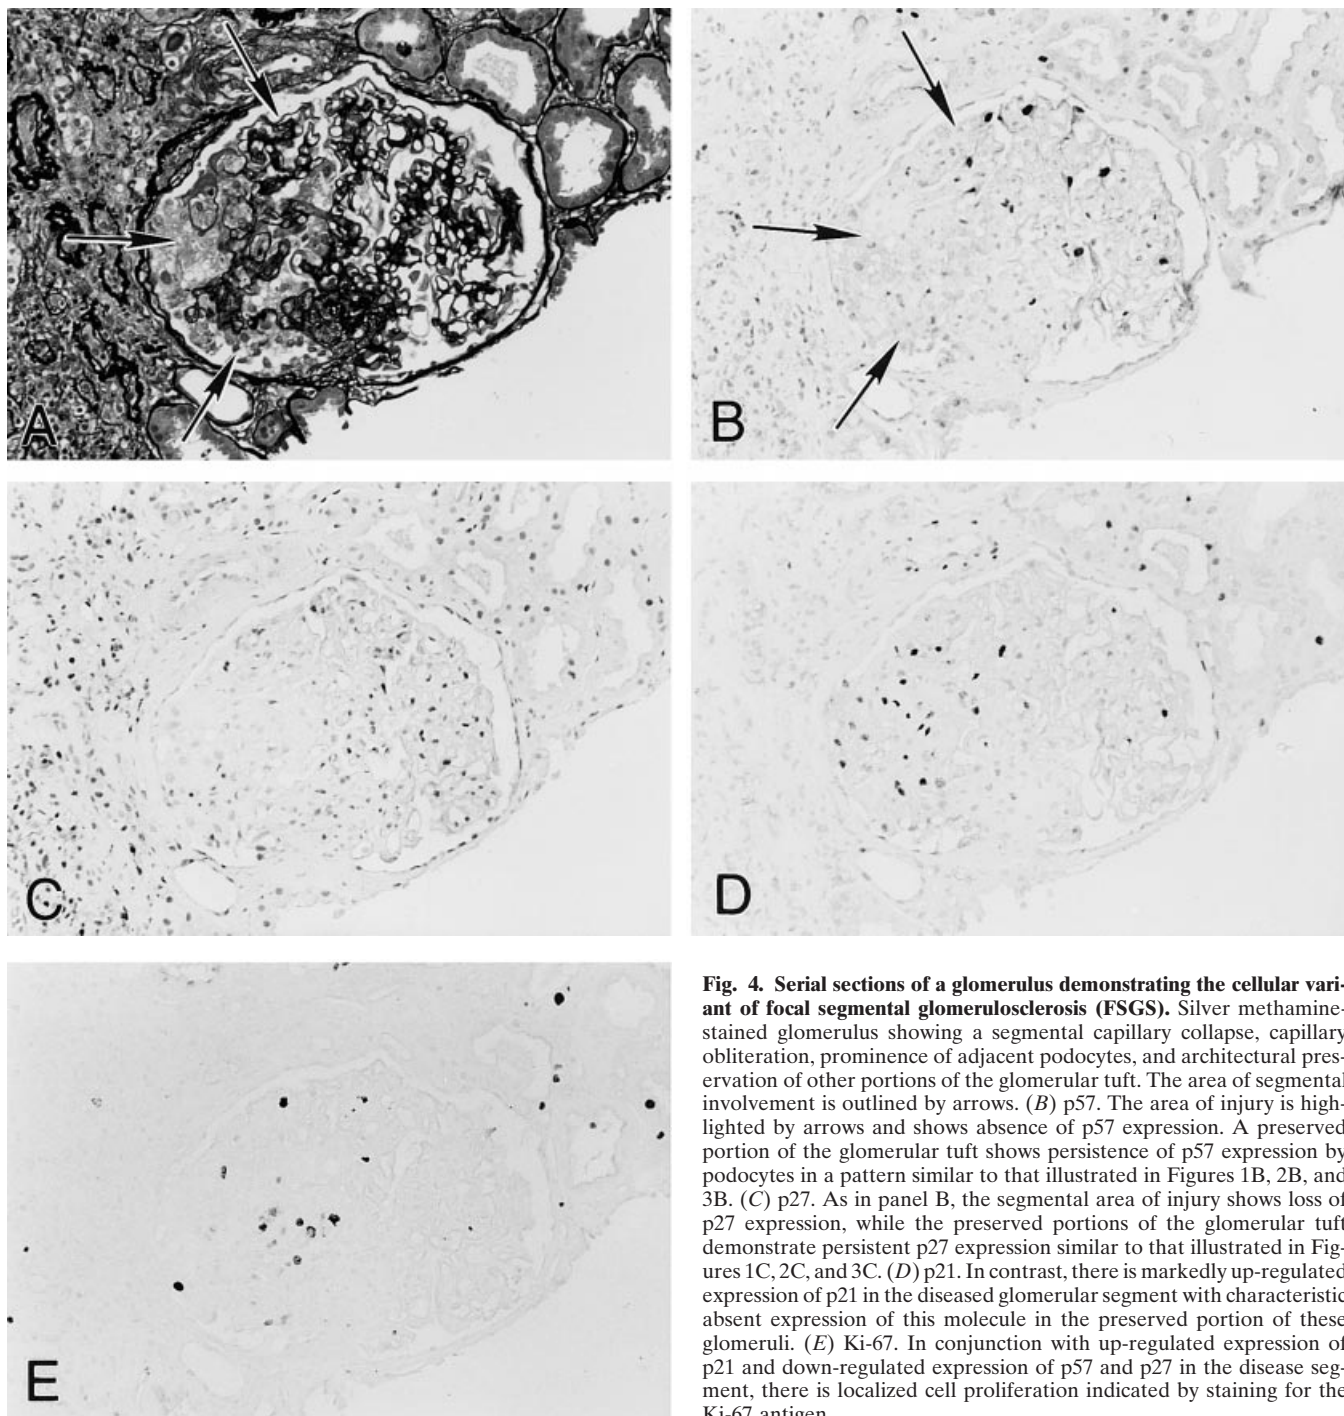 A
B
C
D
E
Fig. 4. Serial sections of a glomerulus demonstrating the cellular vari-
ant of focal segmental glomerulosclerosis (FSGS). Silver methamine-
stained glomerulus showing a segmental capillary collapse, capillary
obliteration, prominence of adjacent podocytes, and architectural pres-
ervation of other portions of the glomerular tuft. The area of segmental
involvement is outlined by arrows. (B) p57. The area of injury is high-
lighted by arrows and shows absence of p57 expression. A preserved
portion of the glomerular tuft shows persistence of p57 expression by
podocytes in a pattern similar to that illustrated in Figures 1B, 2B, and
3B. (C) p27. As in panel B, the segmental area of injury shows loss of
p27 expression, while the preserved portions of the glomerular tuft
demonstrate persistent p27 expression similar to that illustrated in Fig-
ures 1C, 2C, and 3C. (D) p21. In contrast, there is markedly up-regulated
expression of p21 in the diseased glomerular segment with characteristic
absent expression of this molecule in the preserved portion of these
glomeruli. (E) Ki-67. In conjunction with up-regulated expression of
p21 and down-regulated expression of p57 and p27 in the disease seg-
ment, there is localized cell proliferation indicated by staining for the
Ki-67 antigen.